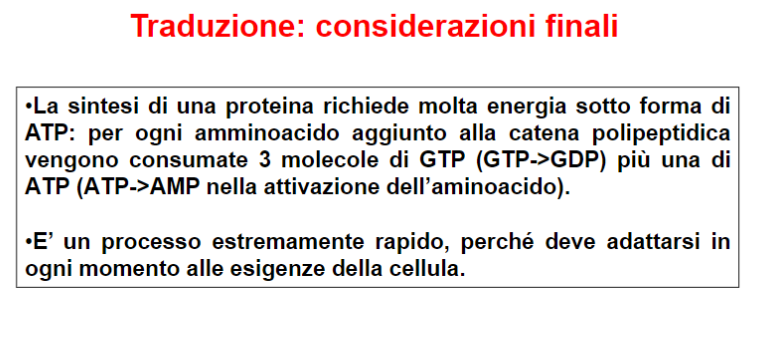 Traduzione: considerazioni finali
•La sintesi di una proteina richiede molta energia sotto forma di
ATP: per ogni amminoacido aggiunto alla catena polipeptidica
vengono consumate 3 molecole di GTP (GTP->GDP) più una di
ATP (ATP->AMP nella attivazione dell’aminoacido).
•E’ un processo estremamente rapido, perché deve adattarsi in
ogni momento alle esigenze della cellula.